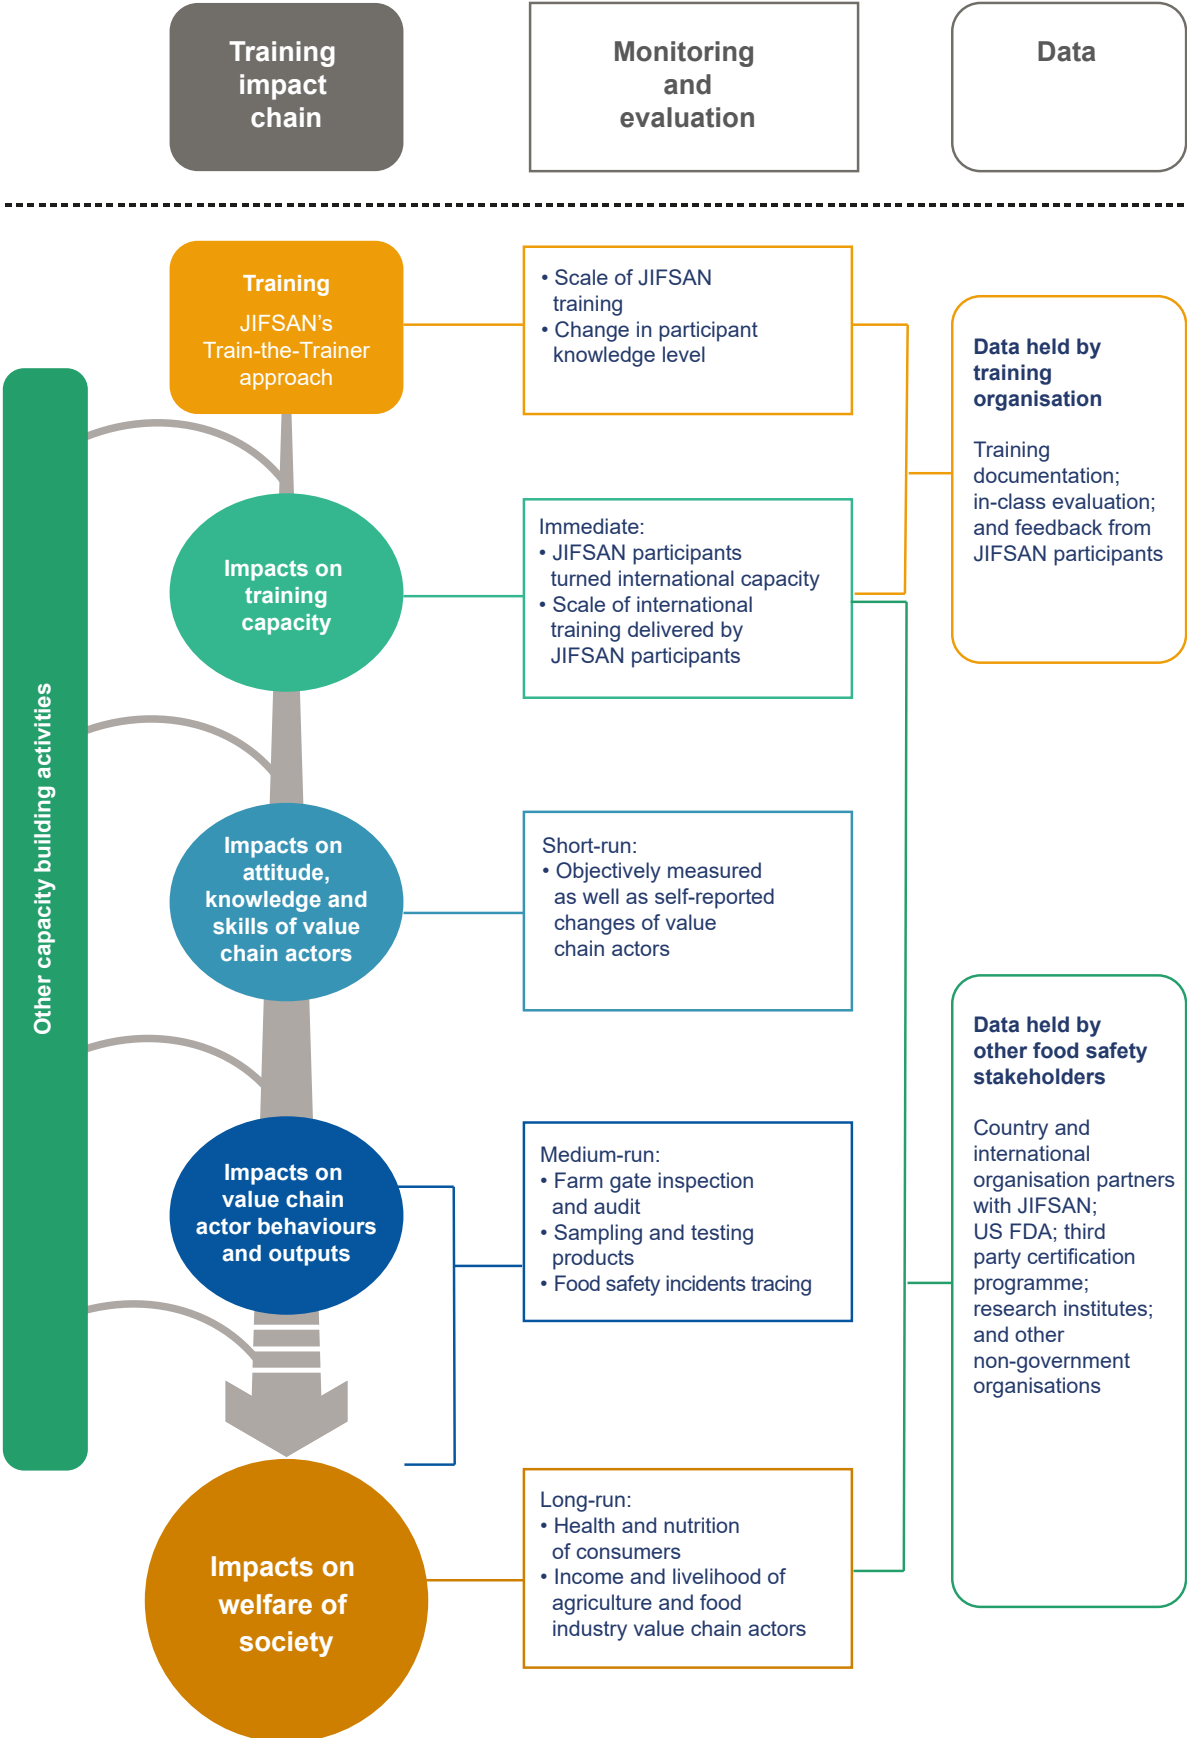 Training
impact
chain
Monitoring
and
evaluation
Data
Training
JIFSAN’s
Train-the-Trainer
approach
• Scale of JIFSAN
training
• Change in participant
knowledge level
Data held by
training
organisation
Training
documentation;
in-class evaluation;
and feedback from
JIFSAN participants
Other capacity building activities
Impacts on
training
capacity
Immediate:
• JIFSAN participants
turned international capacity
• Scale of international
training delivered by
JIFSAN participants
Impacts on
attitude,
knowledge and
skills of value
chain actors
Short-run:
• Objectively measured
as well as self-reported
changes of value
chain actors
Data held by
other food safety
stakeholders
Country and
international
organisation partners
with JIFSAN;
US FDA; third
party certification
programme;
research institutes;
and other
non-government
organisations
Impacts on
value chain
actor behaviours
and outputs
Medium-run:
• Farm gate inspection
and audit
• Sampling and testing
products
• Food safety incidents tracing
Impacts on
welfare of
society
Long-run:
• Health and nutrition
of consumers
• Income and livelihood of
agriculture and food
industry value chain actors